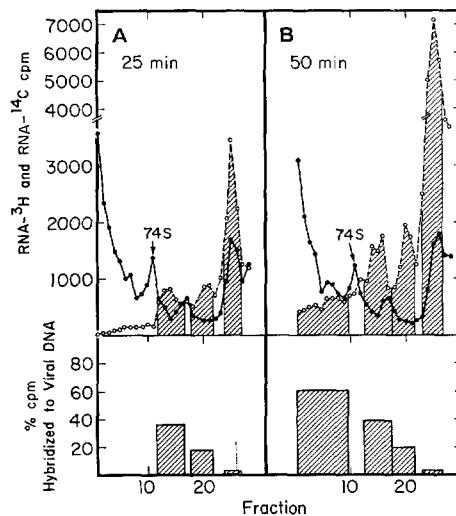 A
25 min
B
50 min
7000
6000
5000
4000
3000
2000
1000
74S
74S
RNA-³H and RNA-¹⁴C cpm
80
60
40
20
% cpm
Hybridized to Viral DNA
10
20
10
20
Fraction